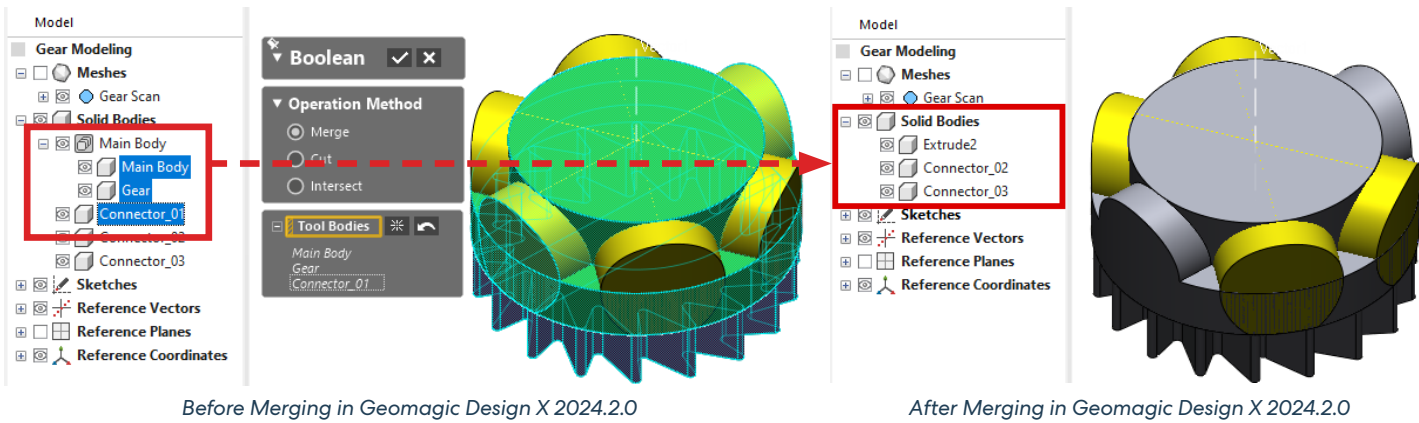 Model
Gear Modeling
Meshes
Gear Scan
Solid Bodies
Main Body
Main Body
Gear
Connector_01
Connector_02
Connector_03
Sketches
Reference Vectors
Reference Planes
Reference Coordinates
Boolean
Operation Method
Merge
Cut
Intersect
Tool Bodies
Main Body
Gear
Connector_01
Before Merging in Geomagic Design X 2024.2.0
Model
Gear Modeling
Meshes
Gear Scan
Solid Bodies
Extrude2
Connector_02
Connector_03
Sketches
Reference Vectors
Reference Planes
Reference Coordinates
After Merging in Geomagic Design X 2024.2.0